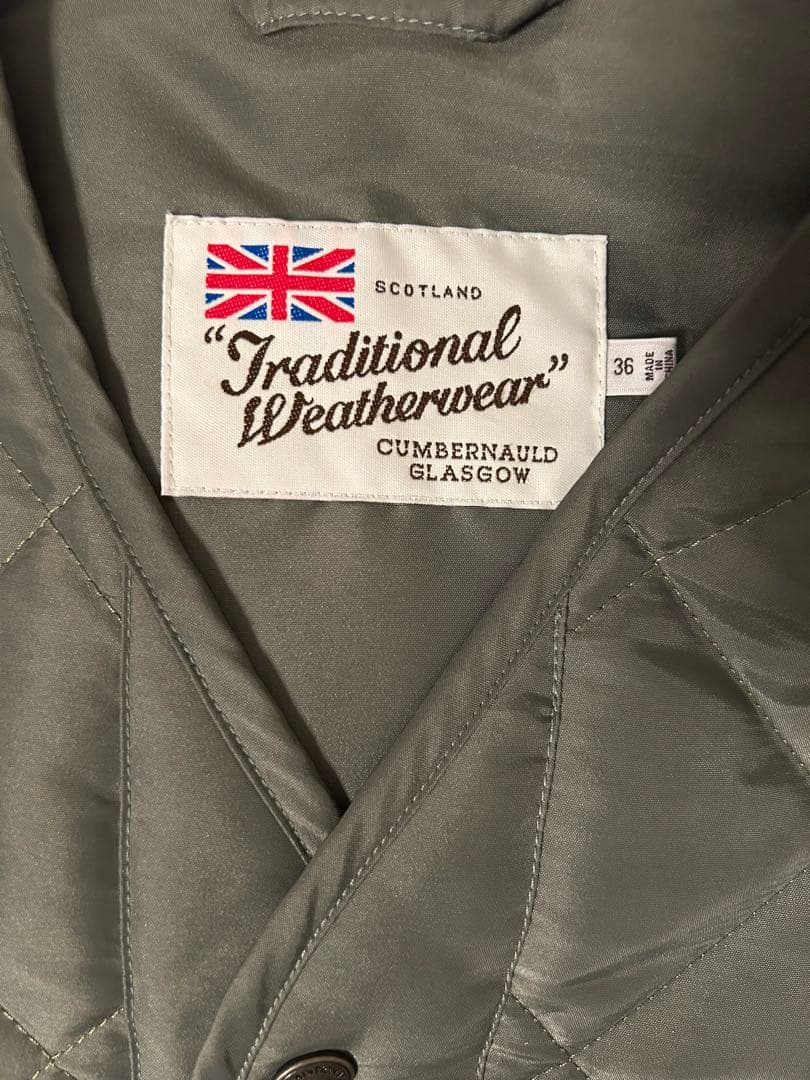 SCOTLAND
“Traditional
Weatherwear”
CUMBERNAULD
GLASGOW
36
MADE
IN